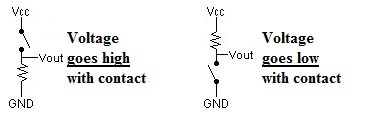 Vcc
Voltage
Vout goes high
with contact
GND
Vcc
Voltage
Vout goes low
with contact
GND